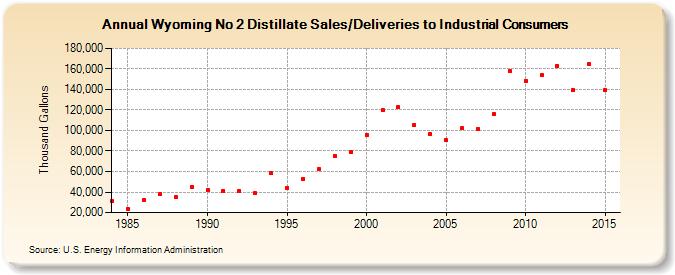 Annual Wyoming No 2 Distillate Sales/Deliveries to Industrial Consumers
Thousand Gallons
180,000
160,000
140,000
120,000
100,000
80,000
60,000
40,000
20,000
1985 1990 1995 2000 2005 2010 2015
Source: U.S. Energy Information Administration